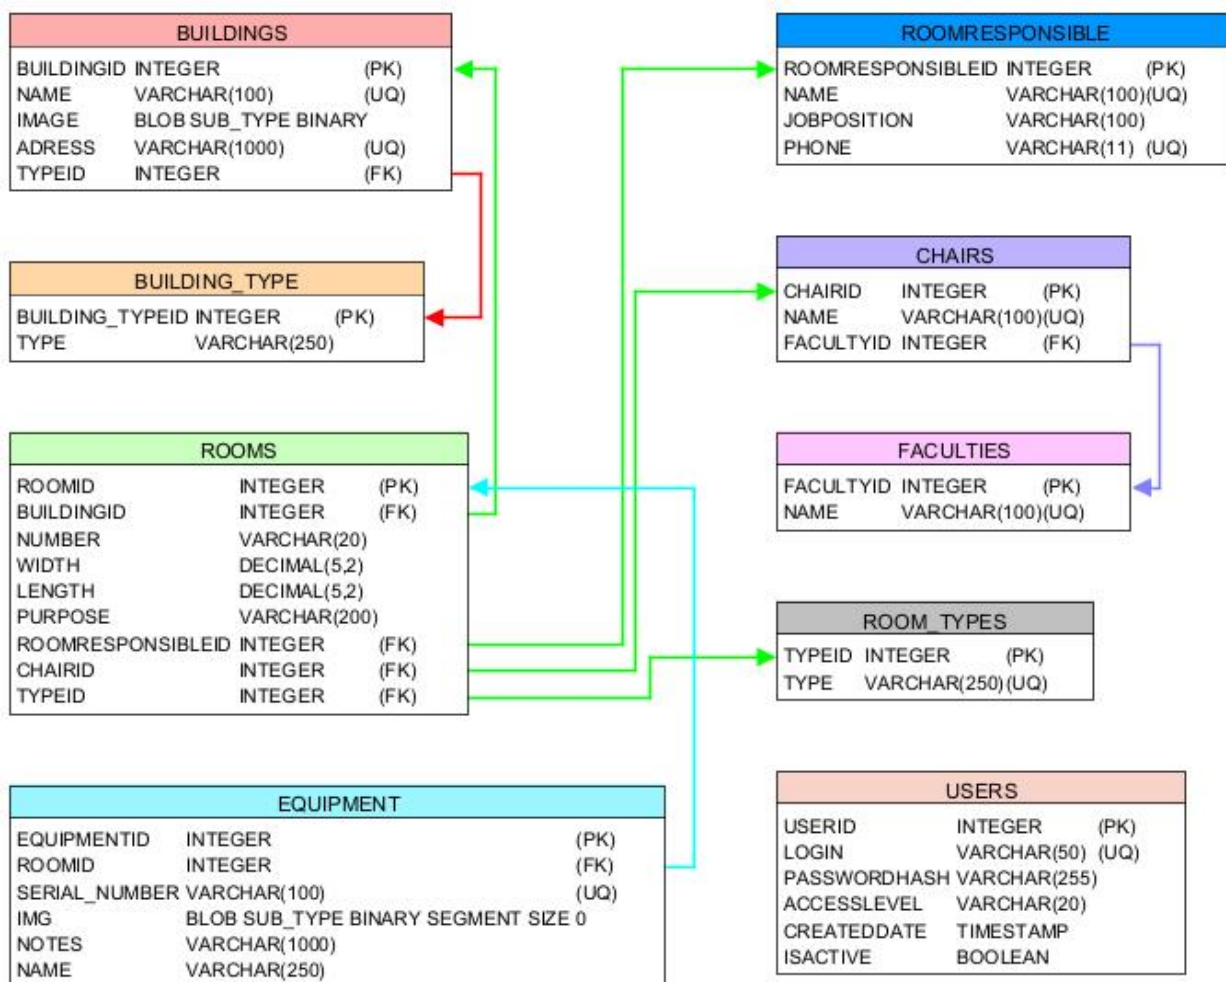 BUILDINGS
BUILDINGID INTEGER (PK)
NAME VARCHAR(100) (UQ)
IMAGE BLOB SUB_TYPE BINARY
ADRESS VARCHAR(1000) (UQ)
TYPEID INTEGER (FK)
BUILDING_TYPE
BUILDING_TYPEID INTEGER (PK)
TYPE VARCHAR(250)
ROOMS
ROOMID INTEGER (PK)
BUILDINGID INTEGER (FK)
NUMBER VARCHAR(20)
WIDTH DECIMAL(5,2)
LENGTH DECIMAL(5,2)
PURPOSE VARCHAR(200)
ROOMRESPONSIBLEID INTEGER (FK)
CHAIRID INTEGER (FK)
TYPEID INTEGER (FK)
EQUIPMENT
EQUIPMENTID INTEGER (PK)
ROOMID INTEGER (FK)
SERIAL_NUMBER VARCHAR(100) (UQ)
IMG BLOB SUB_TYPE BINARY SEGMENT SIZE 0
NOTES VARCHAR(1000)
NAME VARCHAR(250)
ROOMRESPONSIBLE
ROOMRESPONSIBLEID INTEGER (PK)
NAME VARCHAR(100)(UQ)
JOBPOSITION VARCHAR(100)
PHONE VARCHAR(11) (UQ)
CHAIRS
CHAIRID INTEGER (PK)
NAME VARCHAR(100)(UQ)
FACULTYID INTEGER (FK)
FACULTIES
FACULTYID INTEGER (PK)
NAME VARCHAR(100)(UQ)
ROOM_TYPES
TYPEID INTEGER (PK)
TYPE VARCHAR(250)(UQ)
USERS
USERID INTEGER (PK)
LOGIN VARCHAR(50) (UQ)
PASSWORDHASH VARCHAR(255)
ACCESSLEVEL VARCHAR(20)
CREATEDDATE TIMESTAMP
ISACTIVE BOOLEAN